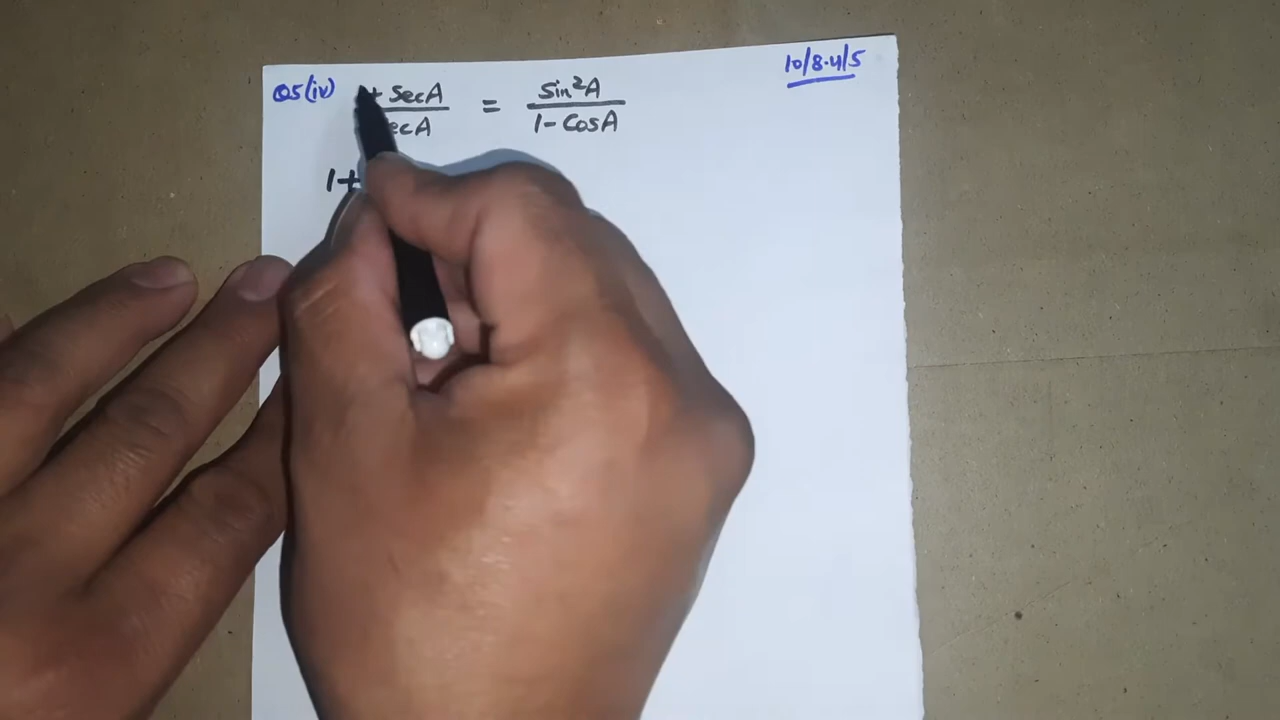 10/8.4/5
Q5(iv) + SecA = Sin²A
ecA 1- CosA
1+